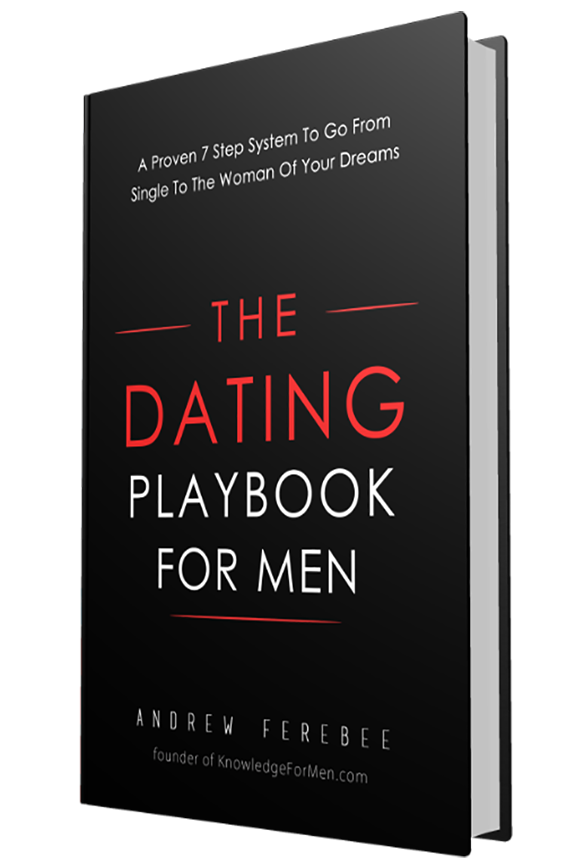 A Proven 7 Step System To Go From
Single To The Woman Of Your Dreams
THE
DATING
PLAYBOOK
FOR MEN
ANDREW FEREBEE
founder of KnowledgeForMen.com